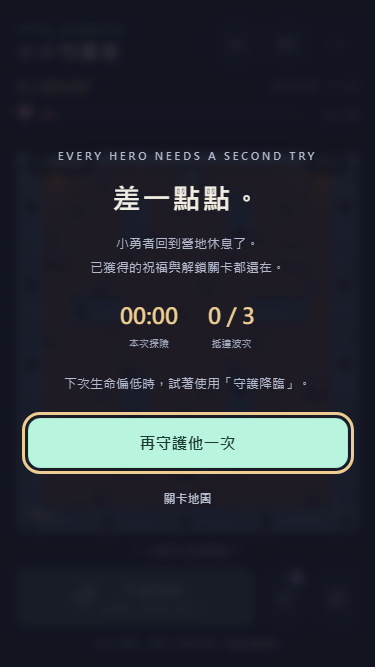 EVERY HERO NEEDS A SECOND TRY
差一點點。
小勇者回到營地休息了。
已獲得的祝福與解鎖關卡都還在。
00:00 0 / 3
本次探險 抵達波次
下次生命偏低時，試著使用「守護降臨」。
再守護他一次
關卡地圖